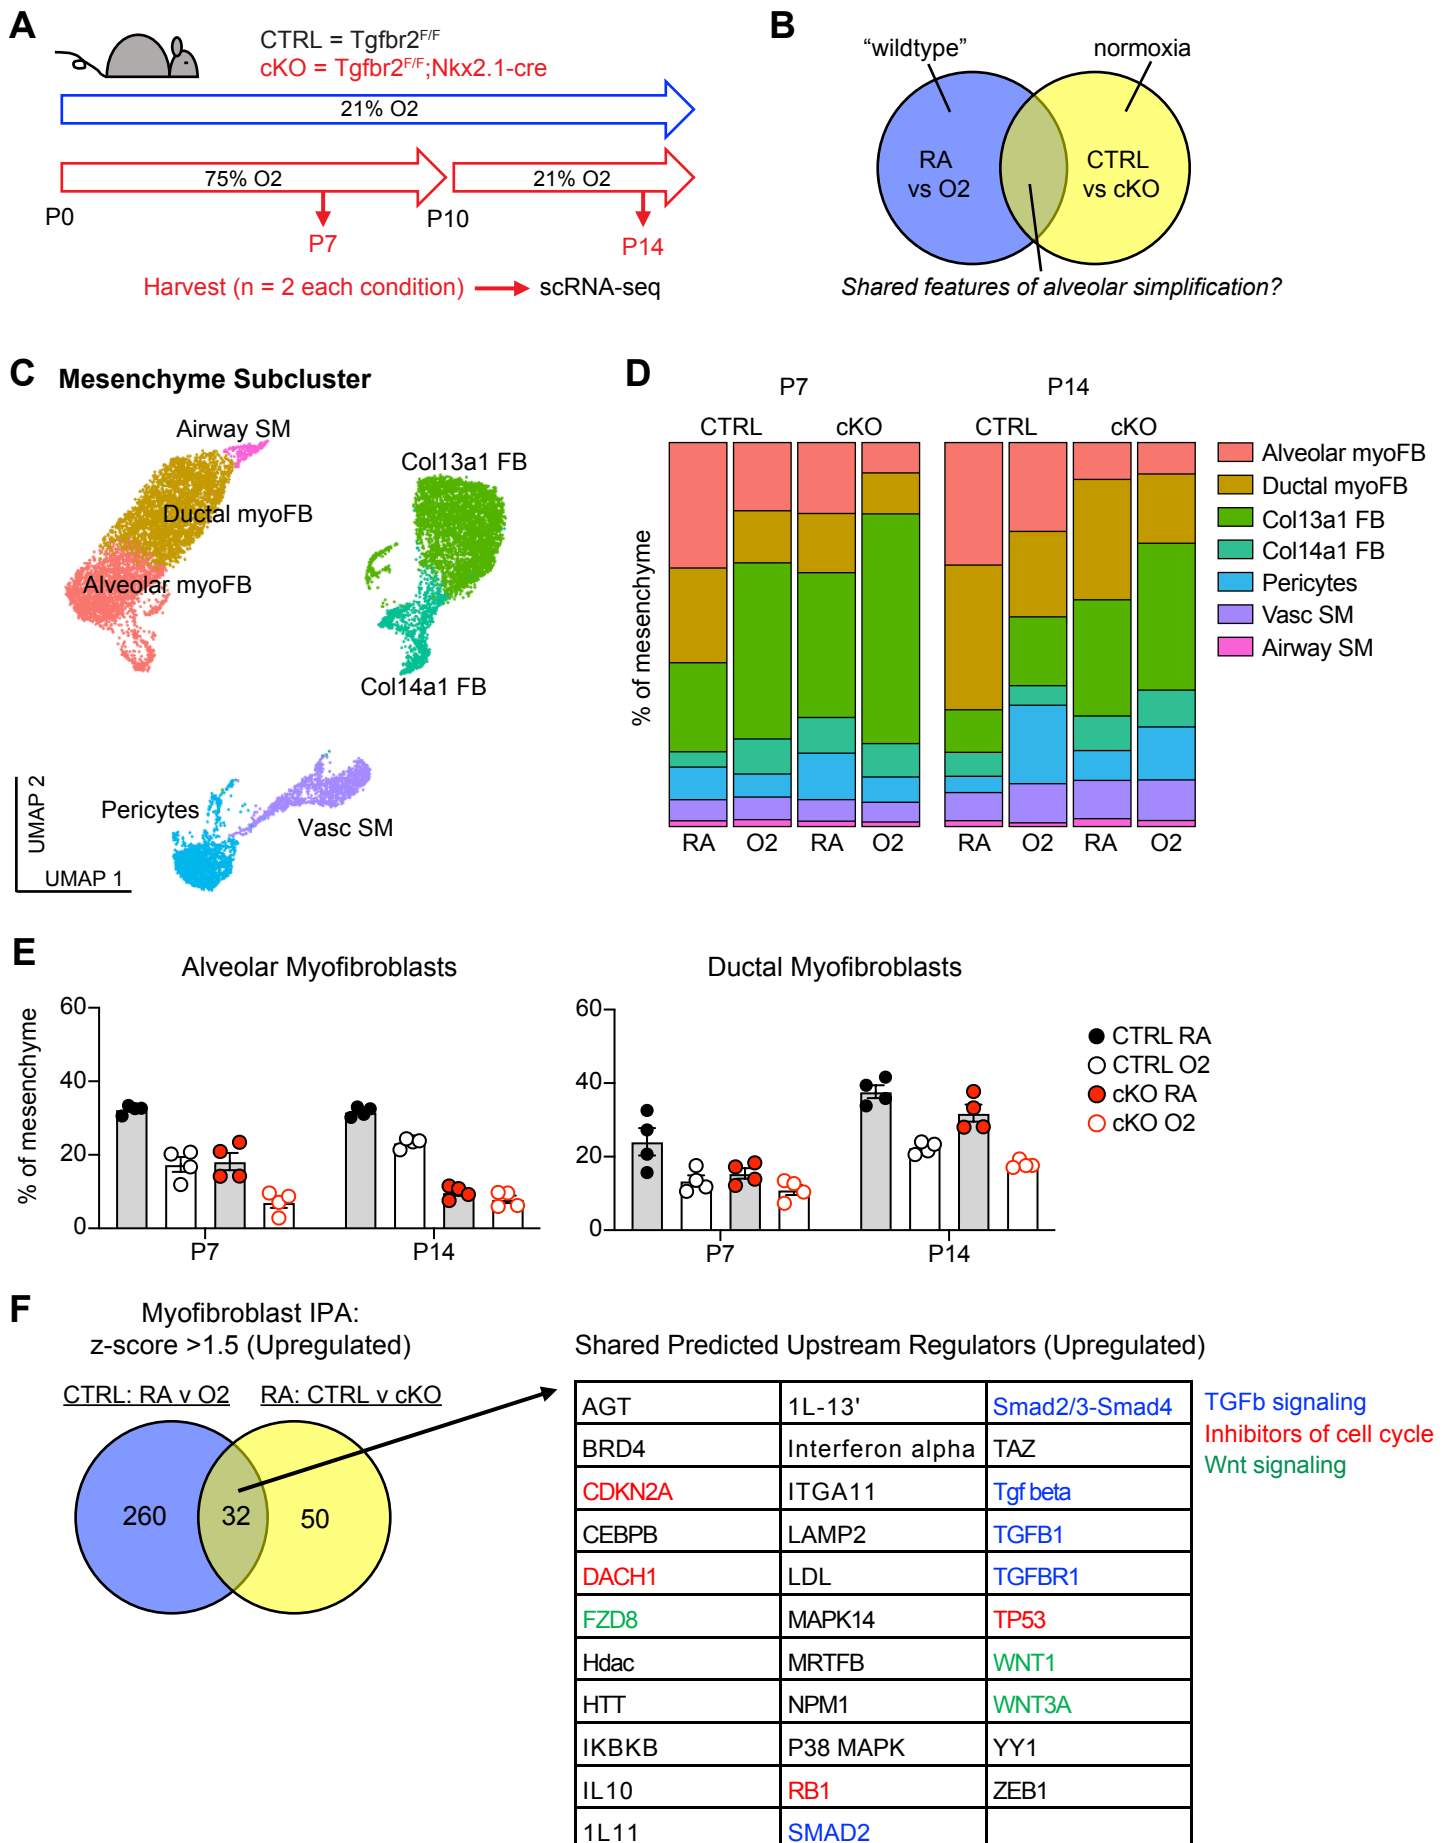 A
CTRL = Tgfbr2F/F
cKO = Tgfbr2F/F;Nkx2.1-cre
21% O2
75% O2
21% O2
P0
P10
P7
P14
Harvest (n = 2 each condition)
scRNA-seq
B
“wildtype”
normoxia
RA
vs O2
CTRL
vs cKO
Shared features of alveolar simplification?
C
Mesenchyme Subcluster
Airway SM
Ductal myoFB
Alveolar myoFB
Col13a1 FB
Col14a1 FB
Pericytes
Vasc SM
UMAP 2
UMAP 1
D
P7
P14
CTRL
cKO
CTRL
cKO
% of mesenchyme
RA
O2
RA
O2
RA
O2
RA
O2
Alveolar myoFB
Ductal myoFB
Col13a1 FB
Col14a1 FB
Pericytes
Vasc SM
Airway SM
E
Alveolar Myofibroblasts
% of mesenchyme
60
40
20
0
P7
P14
Ductal Myofibroblasts
60
40
20
0
P7
P14
CTRL RA
CTRL O2
cKO RA
cKO O2
F
Myofibroblast IPA:
z-score >1.5 (Upregulated)
CTRL: RA v O2
RA: CTRL v cKO
260
32
50
Shared Predicted Upstream Regulators (Upregulated)
AGT
1L-13'
Smad2/3-Smad4
BRD4
Interferon alpha
TAZ
CDKN2A
ITGA11
Tgf beta
CEBPB
LAMP2
TGFB1
DACH1
LDL
TGFBR1
FZD8
MAPK14
TP53
Hdac
MRTFB
WNT1
HTT
NPM1
WNT3A
IKBKB
P38 MAPK
YY1
IL10
RB1
ZEB1
1L11
SMAD2
TGFb signaling
Inhibitors of cell cycle
Wnt signaling